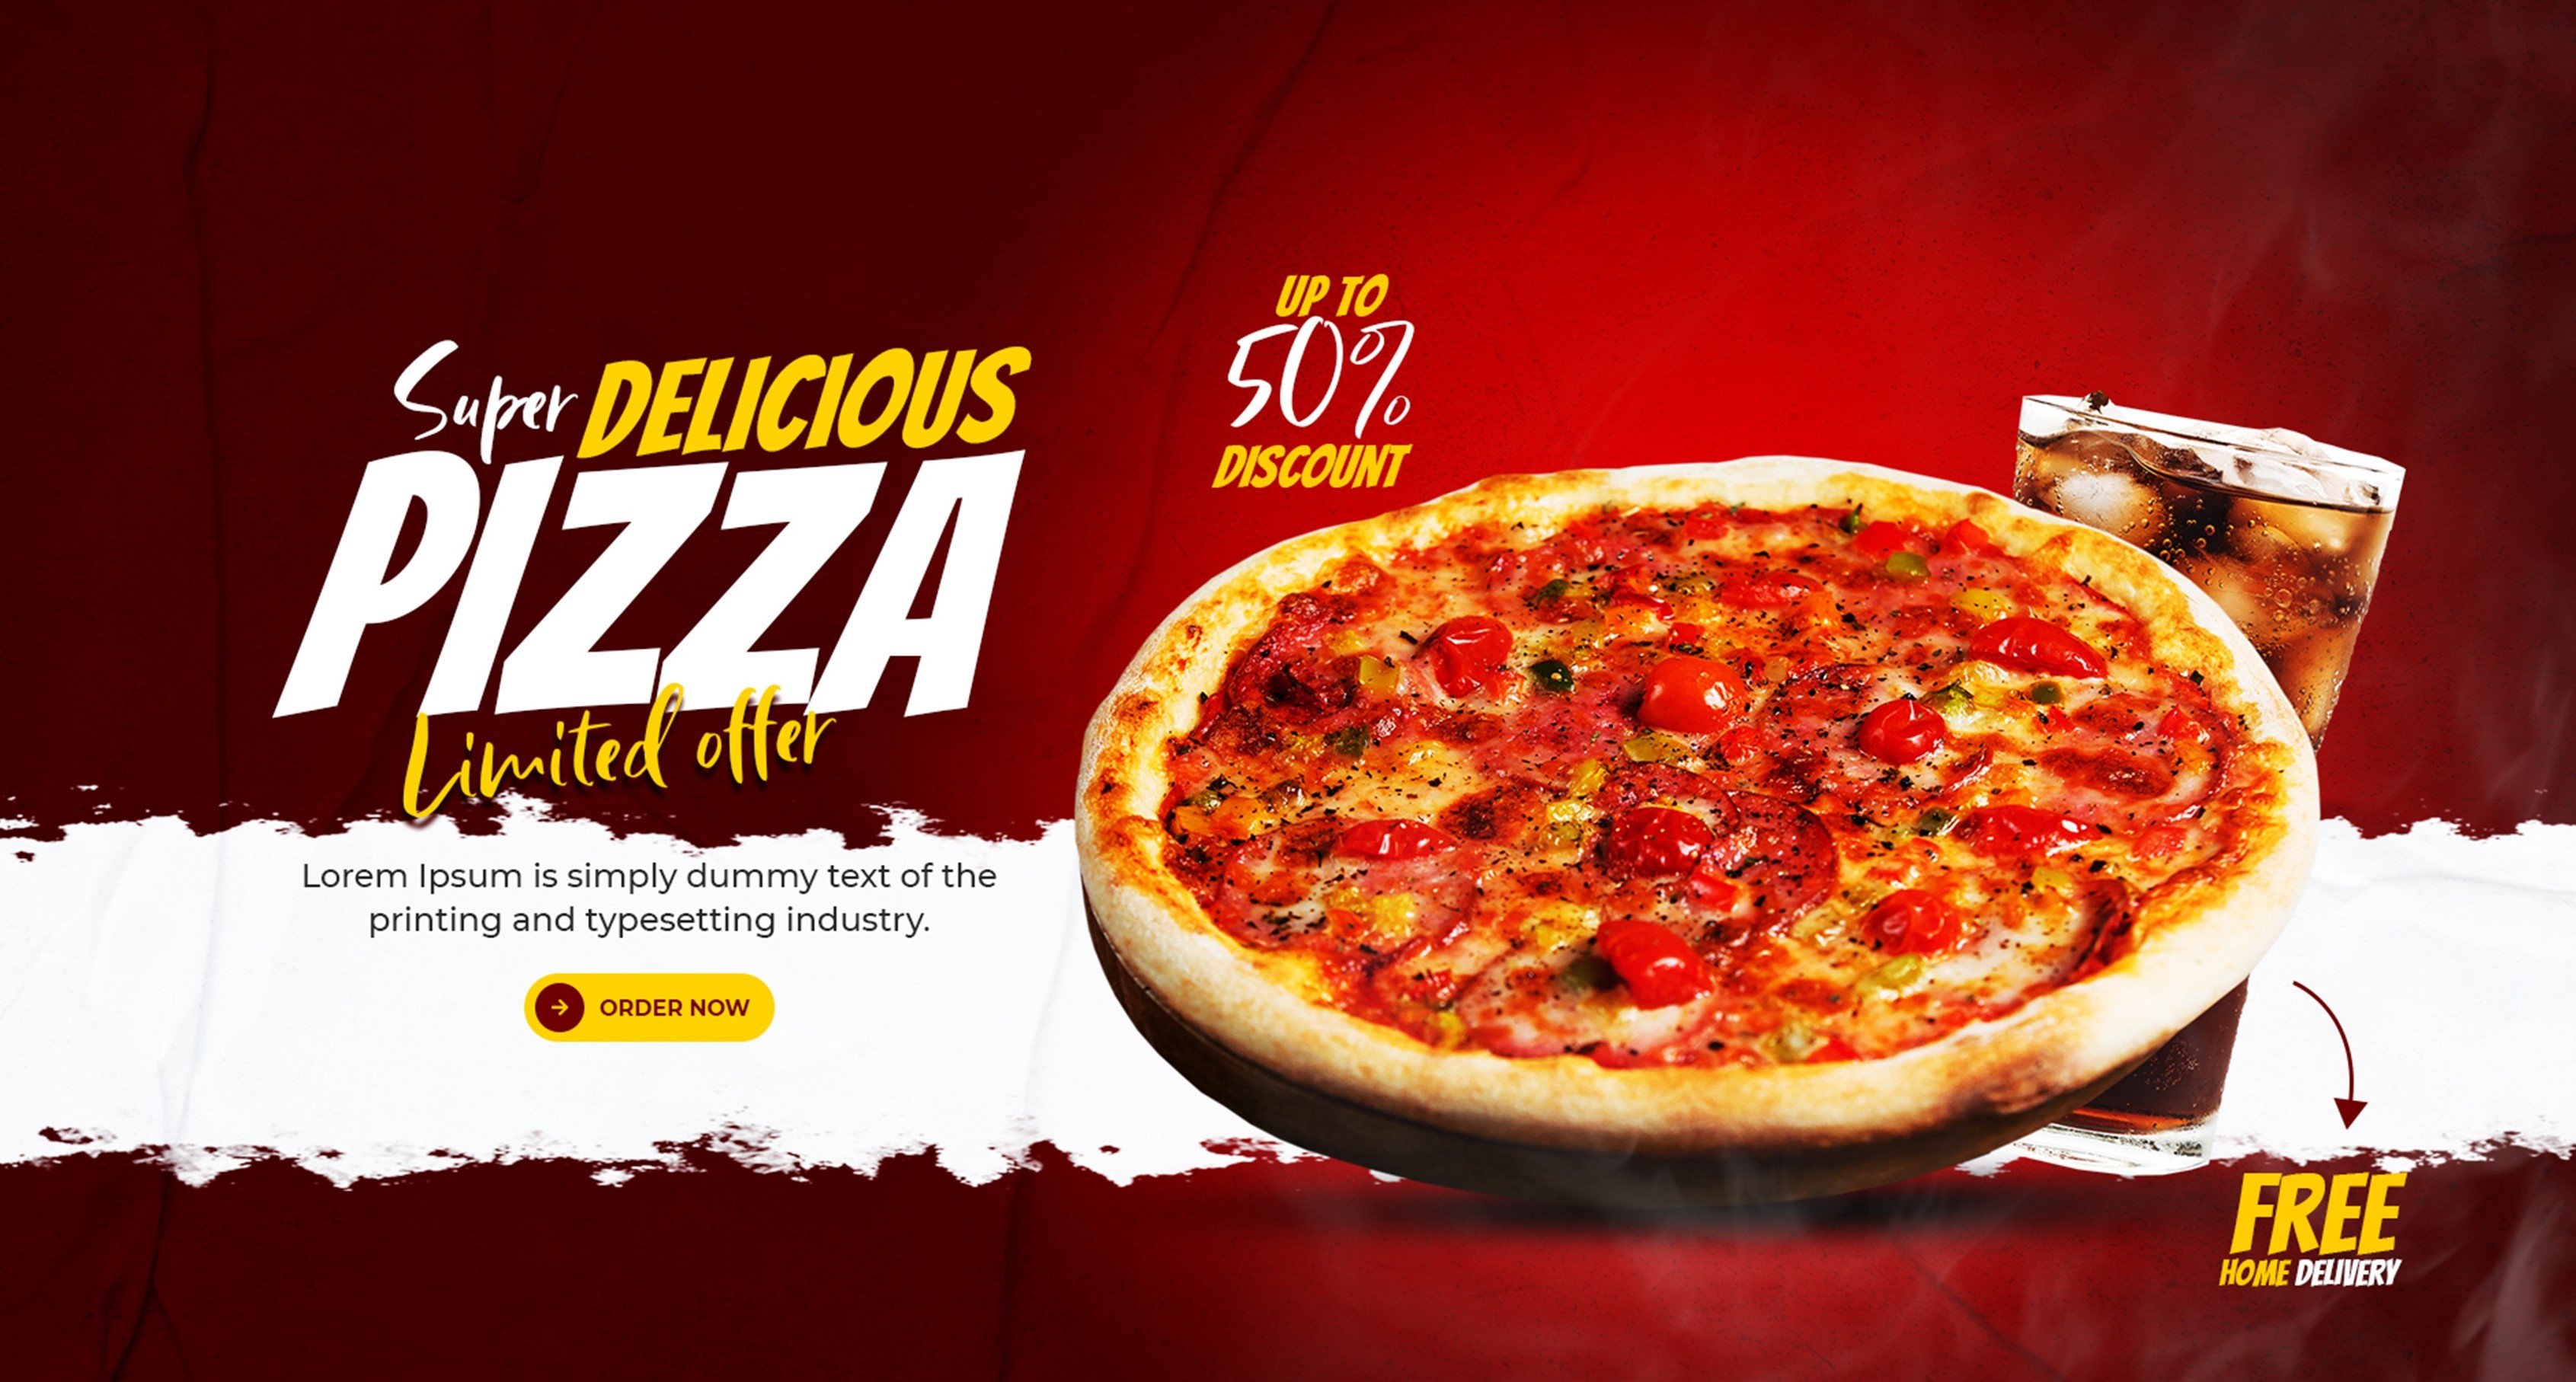 Super DELICIOUS
PIZZA
Limited offer
Lorem Ipsum is simply dummy text of the
printing and typesetting industry.
ORDER NOW
UP TO
50%
DISCOUNT
FREE
HOME DELIVERY